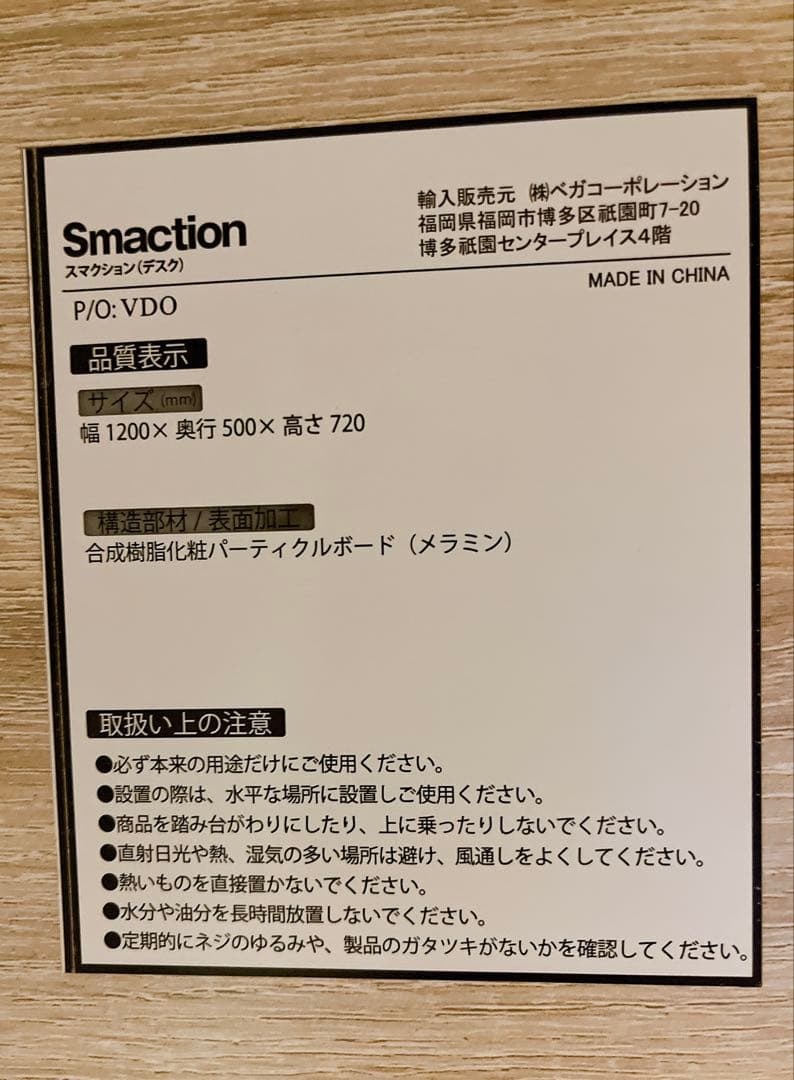 Smaction
スマクション(デスク)
輸入販売元 ㈱ベガコーポレーション
福岡県福岡市博多区祇園町7-20
博多祇園センタープレイス4階
MADE IN CHINA
P/O: VDO
品質表示
サイズ(mm)
幅 1200× 奥行 500× 高さ 720
構造部材 / 表面加工
合成樹脂化粧パーティクルボード（メラミン）
取扱い上の注意
●必ず本来の用途だけにご使用ください。
●設置の際は、水平な場所に設置しご使用ください。
●商品を踏み台がわりにしたり、上に乗ったりしないでください。
●直射日光や熱、湿気の多い場所は避け、風通しをよくしてください。
●熱いものを直接置かないでください。
●水分や油分を長時間放置しないでください。
●定期的にネジのゆるみや、製品のガタツキがないかを確認してください。